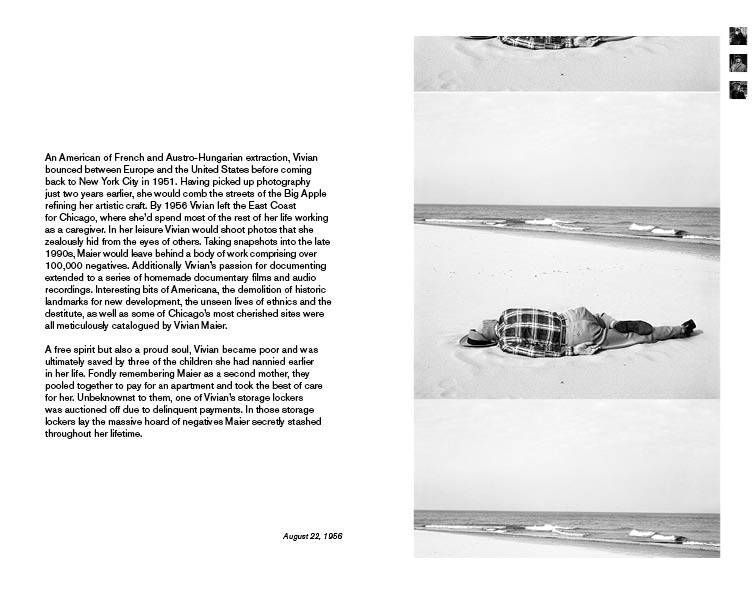 An American of French and Austro-Hungarian extraction, Vivian
bounced between Europe and the United States before coming
back to New York City in 1951. Having picked up photography
just two years earlier, she would comb the streets of the Big Apple
refining her artistic craft. By 1956 Vivian left the East Coast
for Chicago, where she'd spend most of the rest of her life working
as a caregiver. In her leisure Vivian would shoot photos that she
zealously hid from the eyes of others. Taking snapshots into the late
1990s, Maier would leave behind a body of work comprising over
100,000 negatives. Additionally Vivian's passion for documenting
extended to a series of homemade documentary films and audio
recordings. Interesting bits of Americana, the demolition of historic
landmarks for new development, the unseen lives of ethnics and the
destitute, as well as some of Chicago's most cherished sites were
all meticulously catalogued by Vivian Maier.
A free spirit but also a proud soul, Vivian became poor and was
ultimately saved by three of the children she had nannied earlier
in her life. Fondly remembering Maier as a second mother, they
pooled together to pay for an apartment and took the best of care
for her. Unbeknownst to them, one of Vivian's storage lockers
was auctioned off due to delinquent payments. In those storage
lockers lay the massive hoard of negatives Maier secretly stashed
throughout her lifetime.
August 22, 1956